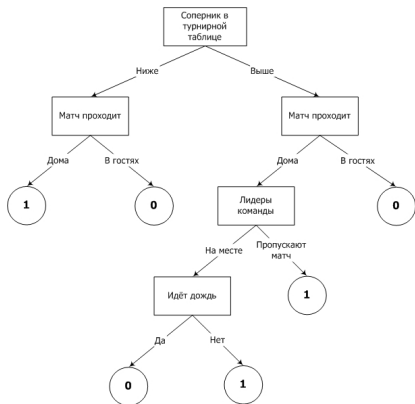 Соперник в
турнирной
таблице
Ниже
Выше
Матч проходит
Матч проходит
Дома
В гостях
Дома
В гостях
1
0
Лидеры
команды
0
На месте
Пропускают
матч
Идёт дождь
1
Да
Нет
0
1